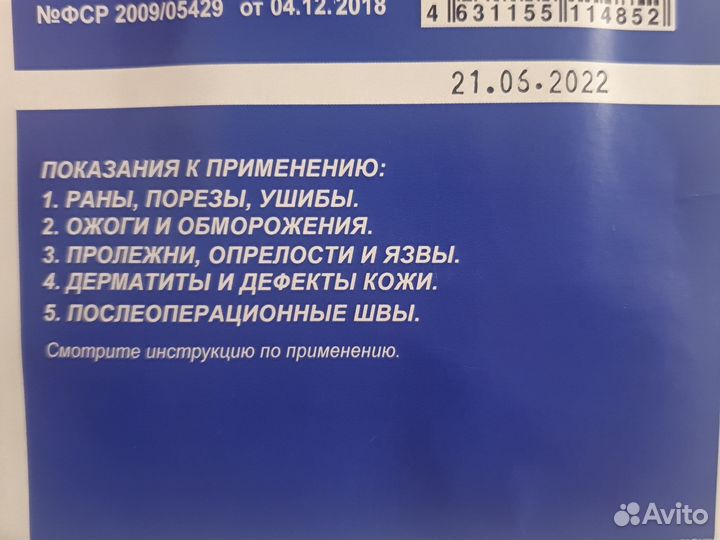 №ФСР 2009/05429 от 04.12.2018
4 631155 114852
21.06.2022
ПОКАЗАНИЯ К ПРИМЕНЕНИЮ:
1. РАНЫ, ПОРЕЗЫ, УШИБЫ.
2. ОЖОГИ И ОБМОРОЖЕНИЯ.
3. ПРОЛЕЖНИ, ОПРЕЛОСТИ И ЯЗВЫ.
4. ДЕРМАТИТЫ И ДЕФЕКТЫ КОЖИ.
5. ПОСЛЕОПЕРАЦИОННЫЕ ШВЫ.
Смотрите инструкцию по применению.
Avito